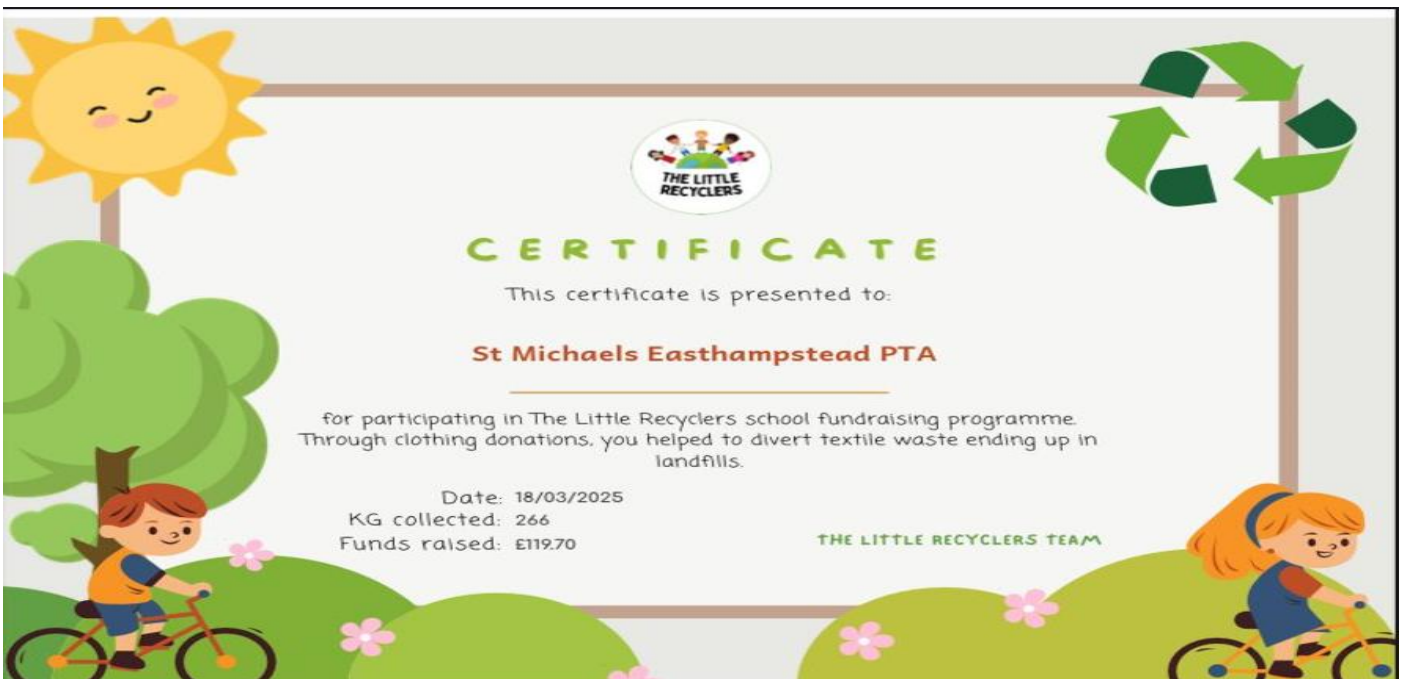 THE LITTLE
RECYCLERS
CERTIFICATE
This certificate is presented to:
St Michaels Easthampstead PTA
for participating in The Little Recyclers school fundraising programme.
Through clothing donations, you helped to divert textile waste ending up in
landfills.
Date: 18/03/2025
KG collected: 266
Funds raised: £119.70
THE LITTLE RECYCLERS TEAM